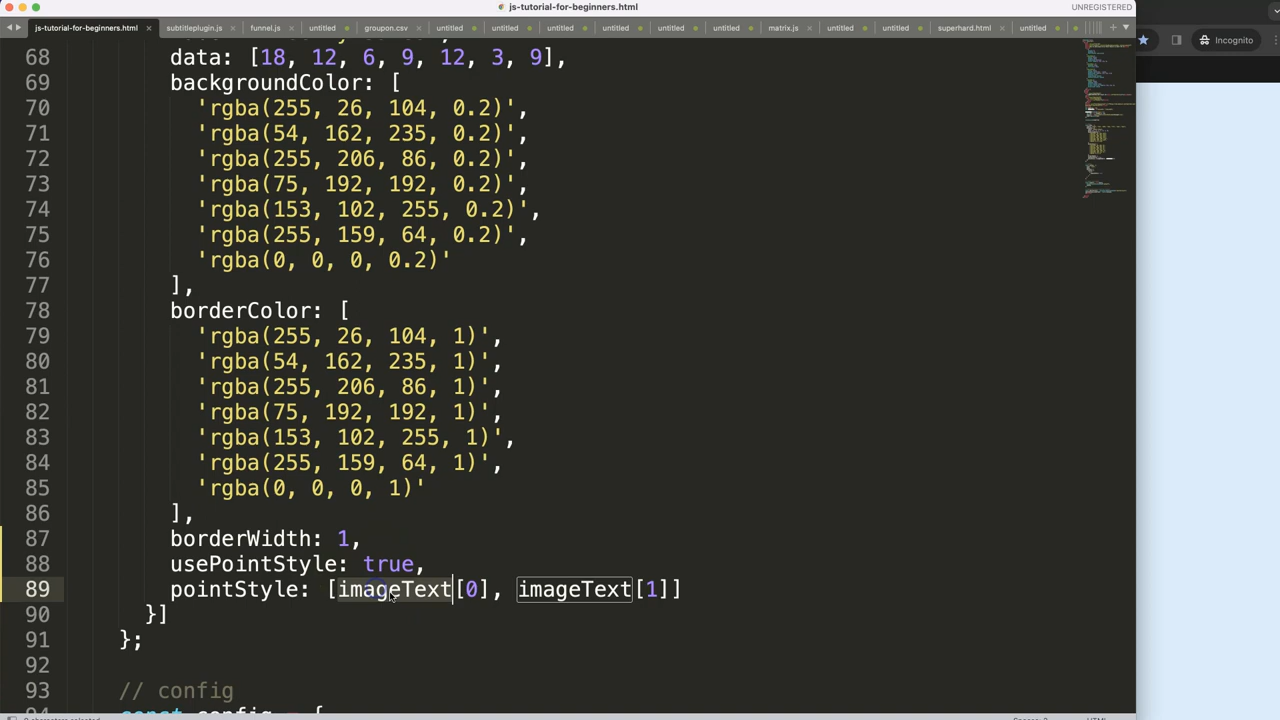 js-tutorial-for-beginners.html
UNREGISTERED
js-tutorial-for-beginners.html × subtitleplugin.js × funnel.js × untitled groupon.csv × untitled untitled untitled untitled untitled untitled matrix.js untitled untitled superhard.html untitled
Incognito
68 data: [18, 12, 6, 9, 12, 3, 9],
69 backgroundColor: [
70 'rgba(255, 26, 104, 0.2)',
71 'rgba(54, 162, 235, 0.2)',
72 'rgba(255, 206, 86, 0.2)',
73 'rgba(75, 192, 192, 0.2)',
74 'rgba(153, 102, 255, 0.2)',
75 'rgba(255, 159, 64, 0.2)',
76 'rgba(0, 0, 0, 0.2)'
77 ],
78 borderColor: [
79 'rgba(255, 26, 104, 1)',
80 'rgba(54, 162, 235, 1)',
81 'rgba(255, 206, 86, 1)',
82 'rgba(75, 192, 192, 1)',
83 'rgba(153, 102, 255, 1)',
84 'rgba(255, 159, 64, 1)',
85 'rgba(0, 0, 0, 1)'
86 ],
87 borderWidth: 1,
88 usePointStyle: true,
89 pointStyle: [imageText[0], imageText[1]]
90 }]
91 };
92
93 // config
94 const config = {